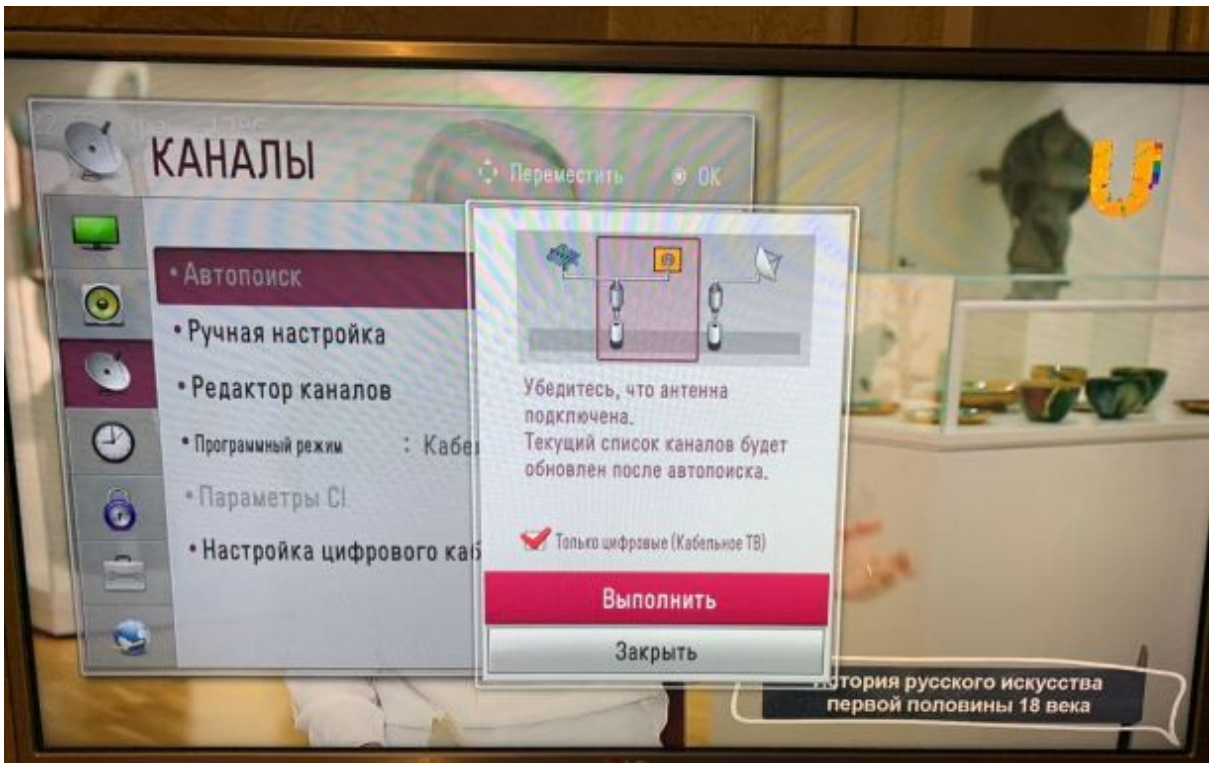 КАНАЛЫ
Переместить
OK
• Автопоиск
• Ручная настройка
• Редактор каналов
• Программный режим : Кабе
• Параметры CI
• Настройка цифрового каб
Убедитесь, что антенна
подключена.
Текущий список каналов будет
обновлен после автопоиска.
Только цифровые (Кабельное ТВ)
Выполнить
Закрыть
U
История русского искусства
первой половины 18 века